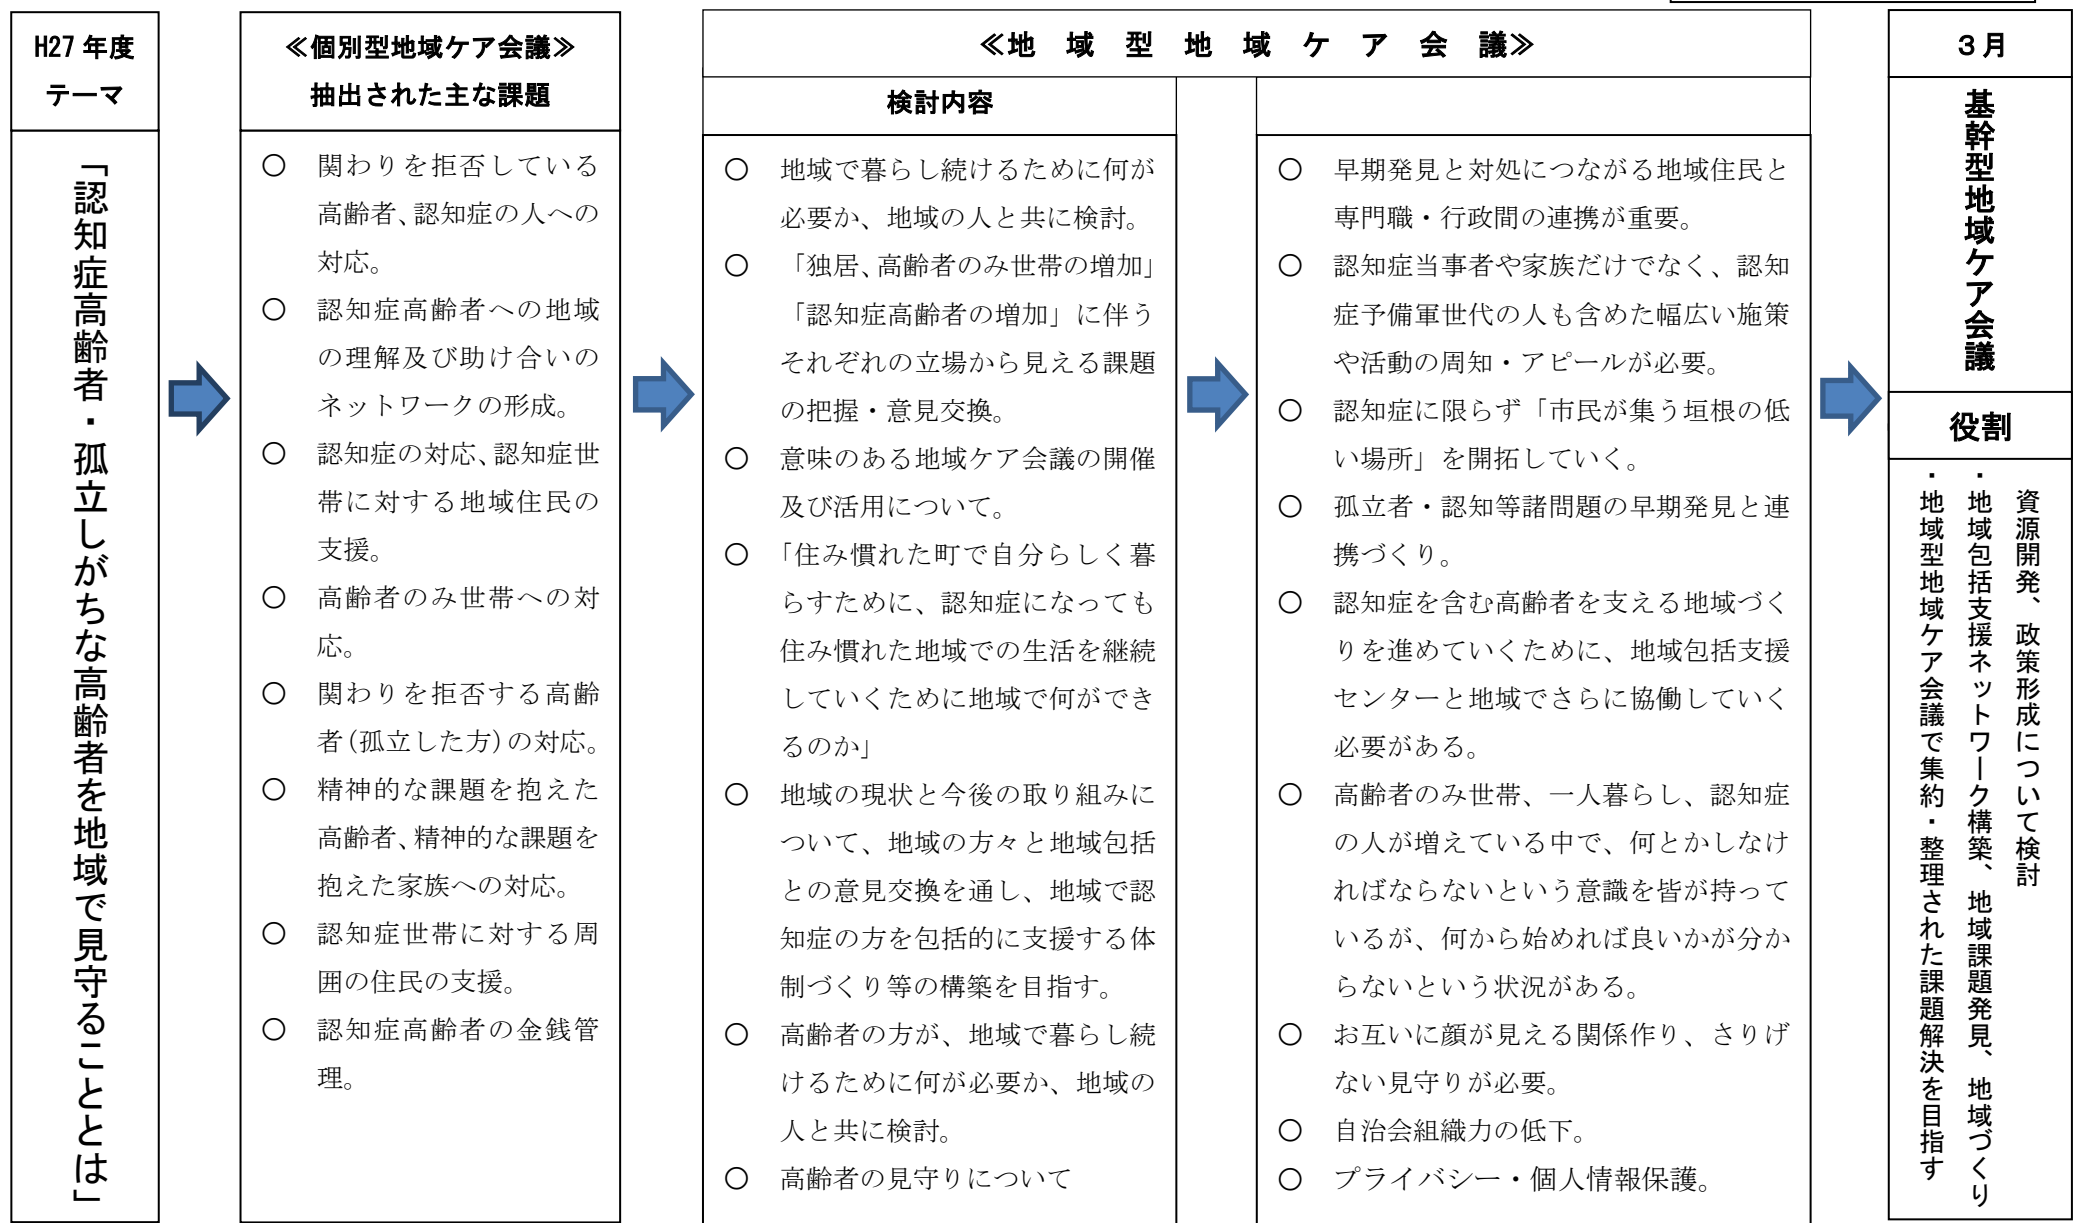 H27年度
テーマ
「認知症高齢者・孤立しがちな高齢者を地域で見守ることとは」
≪個別型地域ケア会議≫
抽出された主な課題
○ 関わりを拒否している
高齢者、認知症の人への
対応。
○ 認知症高齢者への地域
の理解及び助け合いの
ネットワークの形成。
○ 認知症の対応、認知症世
帯に対する地域住民の
支援。
○ 高齢者のみ世帯への対
応。
○ 関わりを拒否する高齢
者(孤立した方)の対応。
○ 精神的な課題を抱えた
高齢者、精神的な課題を
抱えた家族への対応。
○ 認知症世帯に対する周
囲の住民の支援。
○ 認知症高齢者の金銭管
理。
≪地 域 型 地 域 ケ ア 会 議≫
検討内容
○ 地域で暮らし続けるために何が
必要か、地域の人と共に検討。
○ 「独居、高齢者のみ世帯の増加」
「認知症高齢者の増加」に伴う
それぞれの立場から見える課題
の把握・意見交換。
○ 意味のある地域ケア会議の開催
及び活用について。
○ 「住み慣れた町で自分らしく暮
らすために、認知症になっても
住み慣れた地域での生活を継続
していくために地域で何ができ
るのか」
○ 地域の現状と今後の取り組みに
ついて、地域の方々と地域包括
との意見交換を通し、地域で認
知症の方を包括的に支援する体
制づくり等の構築を目指す。
○ 高齢者の方が、地域で暮らし続
けるために何が必要か、地域の
人と共に検討。
○ 高齢者の見守りについて
○ 早期発見と対処につながる地域住民と
専門職・行政間の連携が重要。
○ 認知症当事者や家族だけでなく、認知
症予備軍世代の人も含めた幅広い施策
や活動の周知・アピールが必要。
○ 認知症に限らず「市民が集う垣根の低
い場所」を開拓していく。
○ 孤立者・認知等諸問題の早期発見と連
携づくり。
○ 認知症を含む高齢者を支える地域づく
りを進めていくために、地域包括支援
センターと地域でさらに協働していく
必要がある。
○ 高齢者のみ世帯、一人暮らし、認知症
の人が増えている中で、何とかしなけ
ればならないという意識を皆が持って
いるが、何から始めれば良いかが分か
らないという状況がある。
○ お互いに顔が見える関係作り、さりげ
ない見守りが必要。
○ 自治会組織力の低下。
○ プライバシー・個人情報保護。
3月
基幹型地域ケア会議
役割
資源開発、政策形成について検討
・地域包括支援ネットワーク構築、地域課題発見、地域づくり
・地域型地域ケア会議で集約・整理された課題解決を目指す